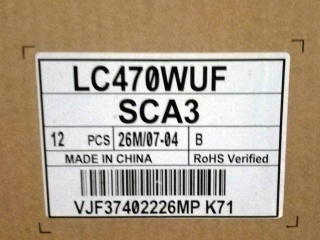 LC470WUF
SCA3
12 PCS 26M/07-04 B
MADE IN CHINA RoHS Verified
VJF37402226MP K71